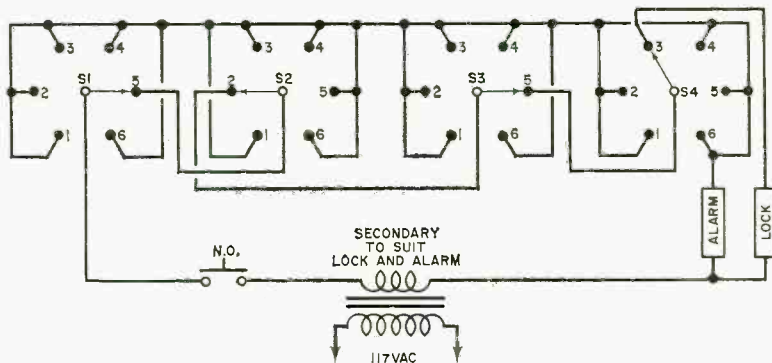 3 4 3 4 3 4 3 4
S1 5 2 S2 S3 5 S4
2 5 2 2 5
1 6 1 6 1 6 1 6
ALARM
LOCK
N.O.
SECONDARY
TO SUIT
LOCK AND ALARM
117VAC